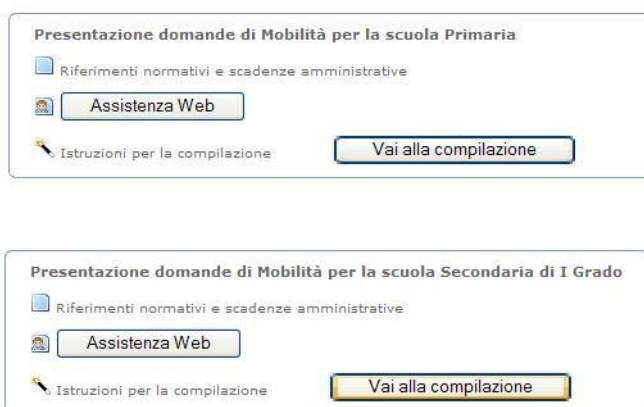 Presentazione domande di Mobilità per la scuola Primaria
Riferimenti normativi e scadenze amministrative
Assistenza Web
Istruzioni per la compilazione Vai alla compilazione
Presentazione domande di Mobilità per la scuola Secondaria di I Grado
Riferimenti normativi e scadenze amministrative
Assistenza Web
Istruzioni per la compilazione Vai alla compilazione